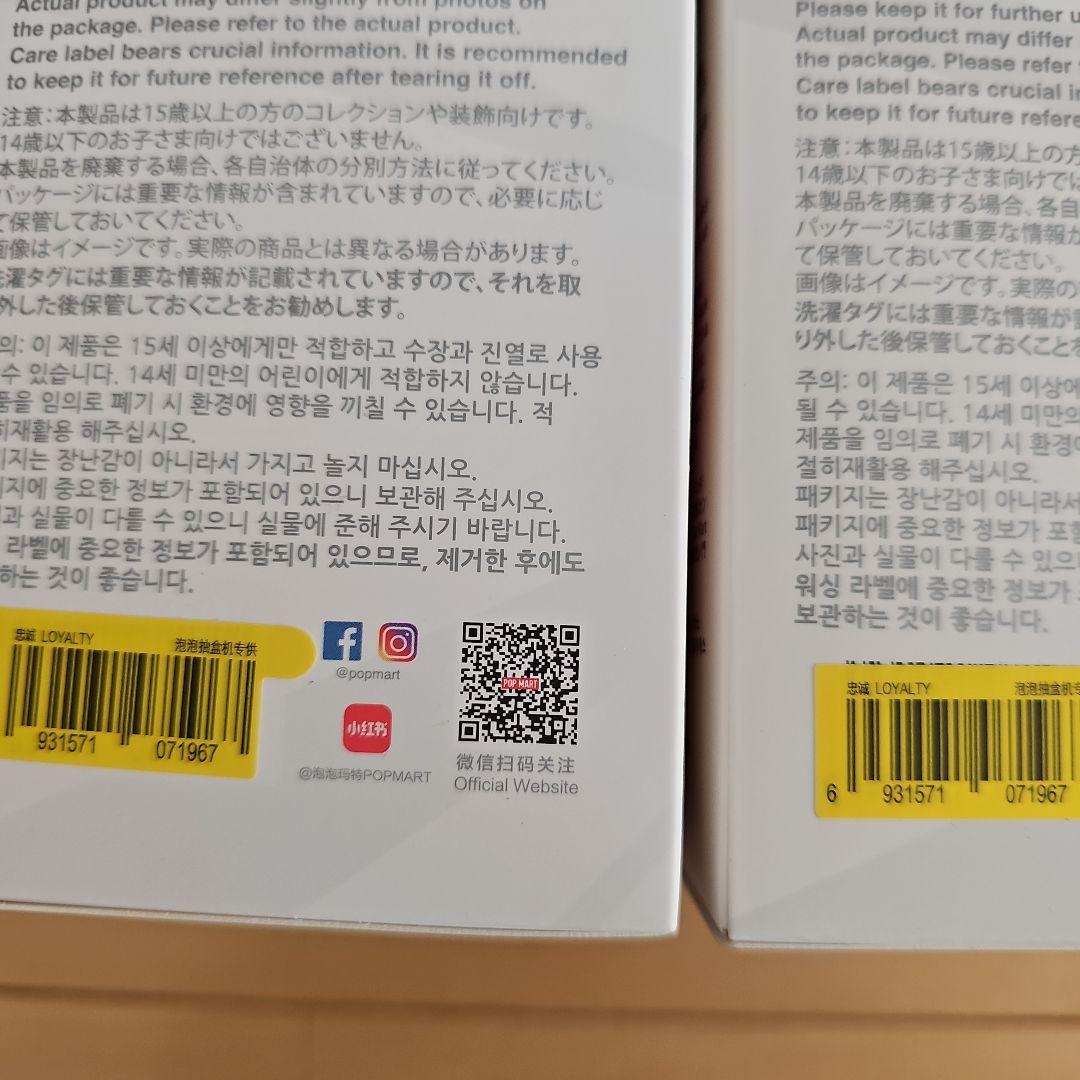 Actual product may differ slightly from photos on
the package. Please refer to the actual product.
Care label bears crucial information. It is recommended
to keep it for future reference after tearing it off.
注意：本製品は15歳以上の方のコレクションや装飾向けです。
14歳以下のお子さま向けではございません。
本製品を廃棄する場合、各自治体の分別方法に従ってください。
パッケージには重要な情報が含まれていますので、必要に応じ
て保管しておいてください。
画像はイメージです。実際の商品とは異なる場合があります。
洗濯タグには重要な情報が記載されていますので、それを取
外した後保管しておくことをお勧めします。
의: 이 제품은 15세 이상에게만 적합하고 수장과 진열로 사용
수 있습니다. 14세 미만의 어린이에게 적합하지 않습니다.
품을 임의로 폐기 시 환경에 영향을 끼칠 수 있습니다. 적
히재활용 해주십시오.
키지는 장난감이 아니라서 가지고 놀지 마십시오.
키지에 중요한 정보가 포함되어 있으니 보관해 주십시오.
과 실물이 다를 수 있으니 실물에 준해 주시기 바랍니다.
라벨에 중요한 정보가 포함되어 있으므로, 제거한 후에도
하는 것이 좋습니다.
忠诚 LOYALTY 泡泡抽盒机专供
931571 071967
@popmart
小红书
@泡泡玛特POPMART
POP MART
微信扫码关注
Official Website
Please keep it for further
Actual product may differ
the package. Please refer
Care label bears crucial
to keep it for future
注意：本製品は15歳以上の方
14歳以下のお子さま向けでは
本製品を廃棄する場合、各自
パッケージには重要な情報が
て保管しておいてください。
画像はイメージです。実際の
洗濯タグには重要な情報が
り外した後保管しておくことを
주의: 이 제품은 15세 이상에
될 수 있습니다. 14세 미만의
제품을 임의로 폐기 시 환경에
절히재활용 해주십시오.
패키지는 장난감이 아니라서
패키지에 중요한 정보가 포함
사진과 실물이 다를 수 있으니
워싱 라벨에 중요한 정보가
보관하는 것이 좋습니다.
忠诚 LOYALTY 泡泡抽盒机专
6 931571 071967